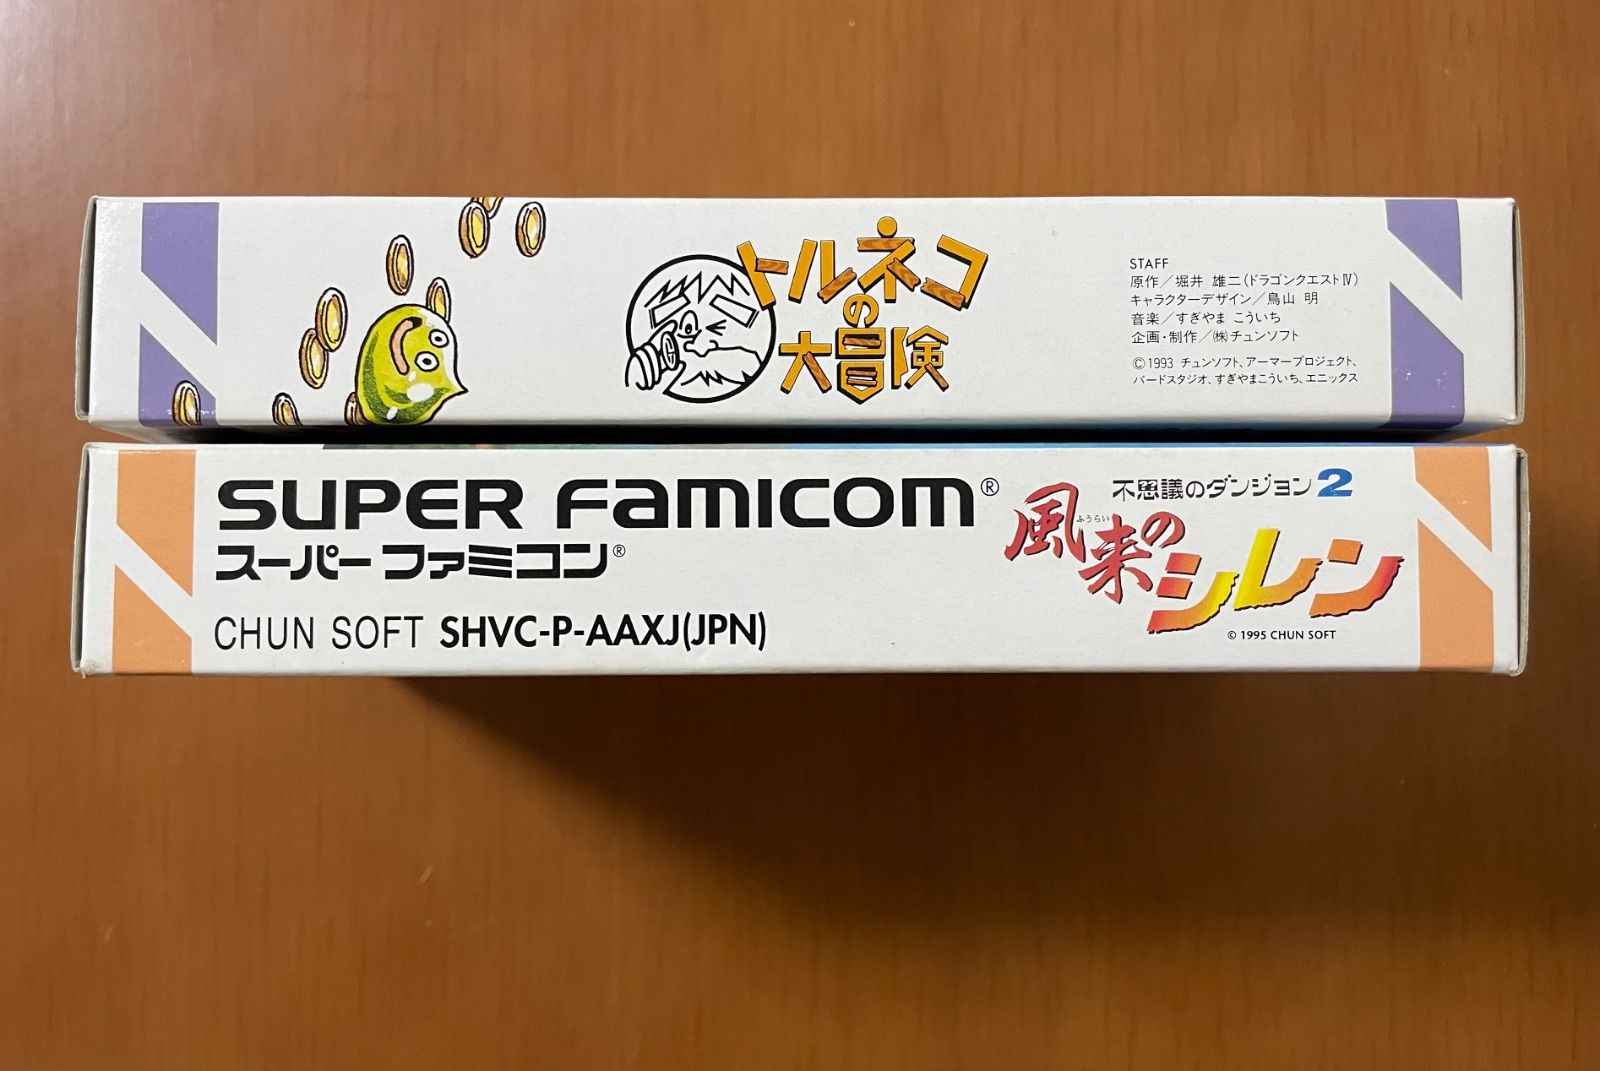 トルネコ
の
大冒険
STAFF
原作／堀井 雄二(ドラゴンクエストⅣ)
キャラクターデザイン／鳥山 明
音楽／すぎやま こういち
企画・制作／㈱チュンソフト
©1993 チュンソフト、アーマープロジェクト、
バードスタジオ、すぎやまこういち、エニックス
SUPER FAMICOM®
スーパーファミコン®
CHUN SOFT SHVC-P-AAXJ(JPN)
不思議のダンジョン2
ふうらい
風来の
シレン
© 1995 CHUN SOFT